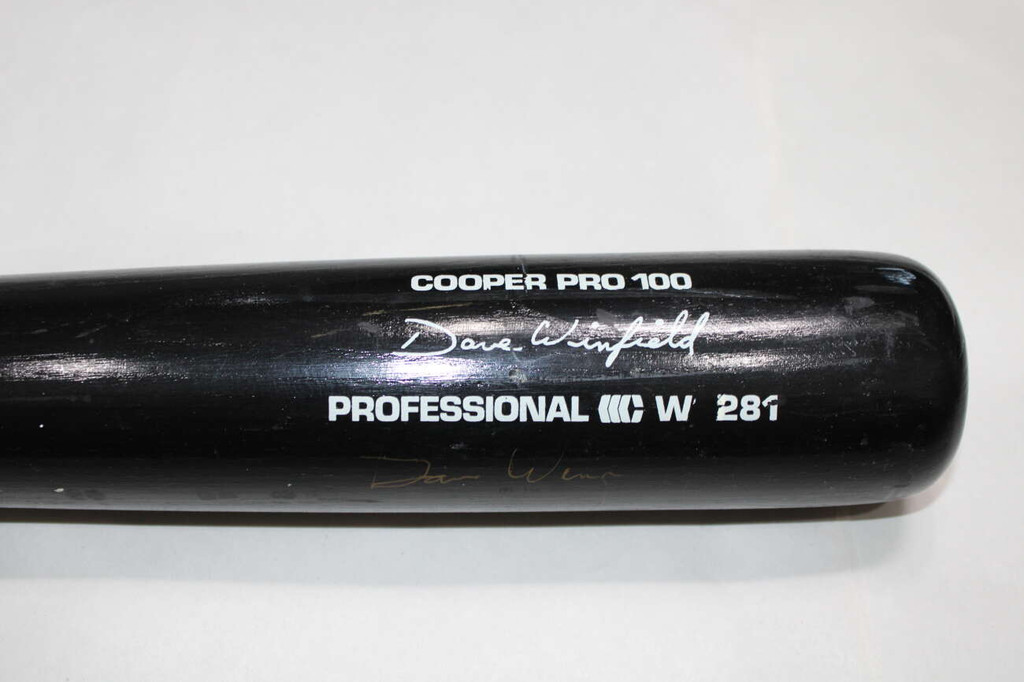 COOPER PRO 100
Dave Winfield
PROFESSIONAL W 281